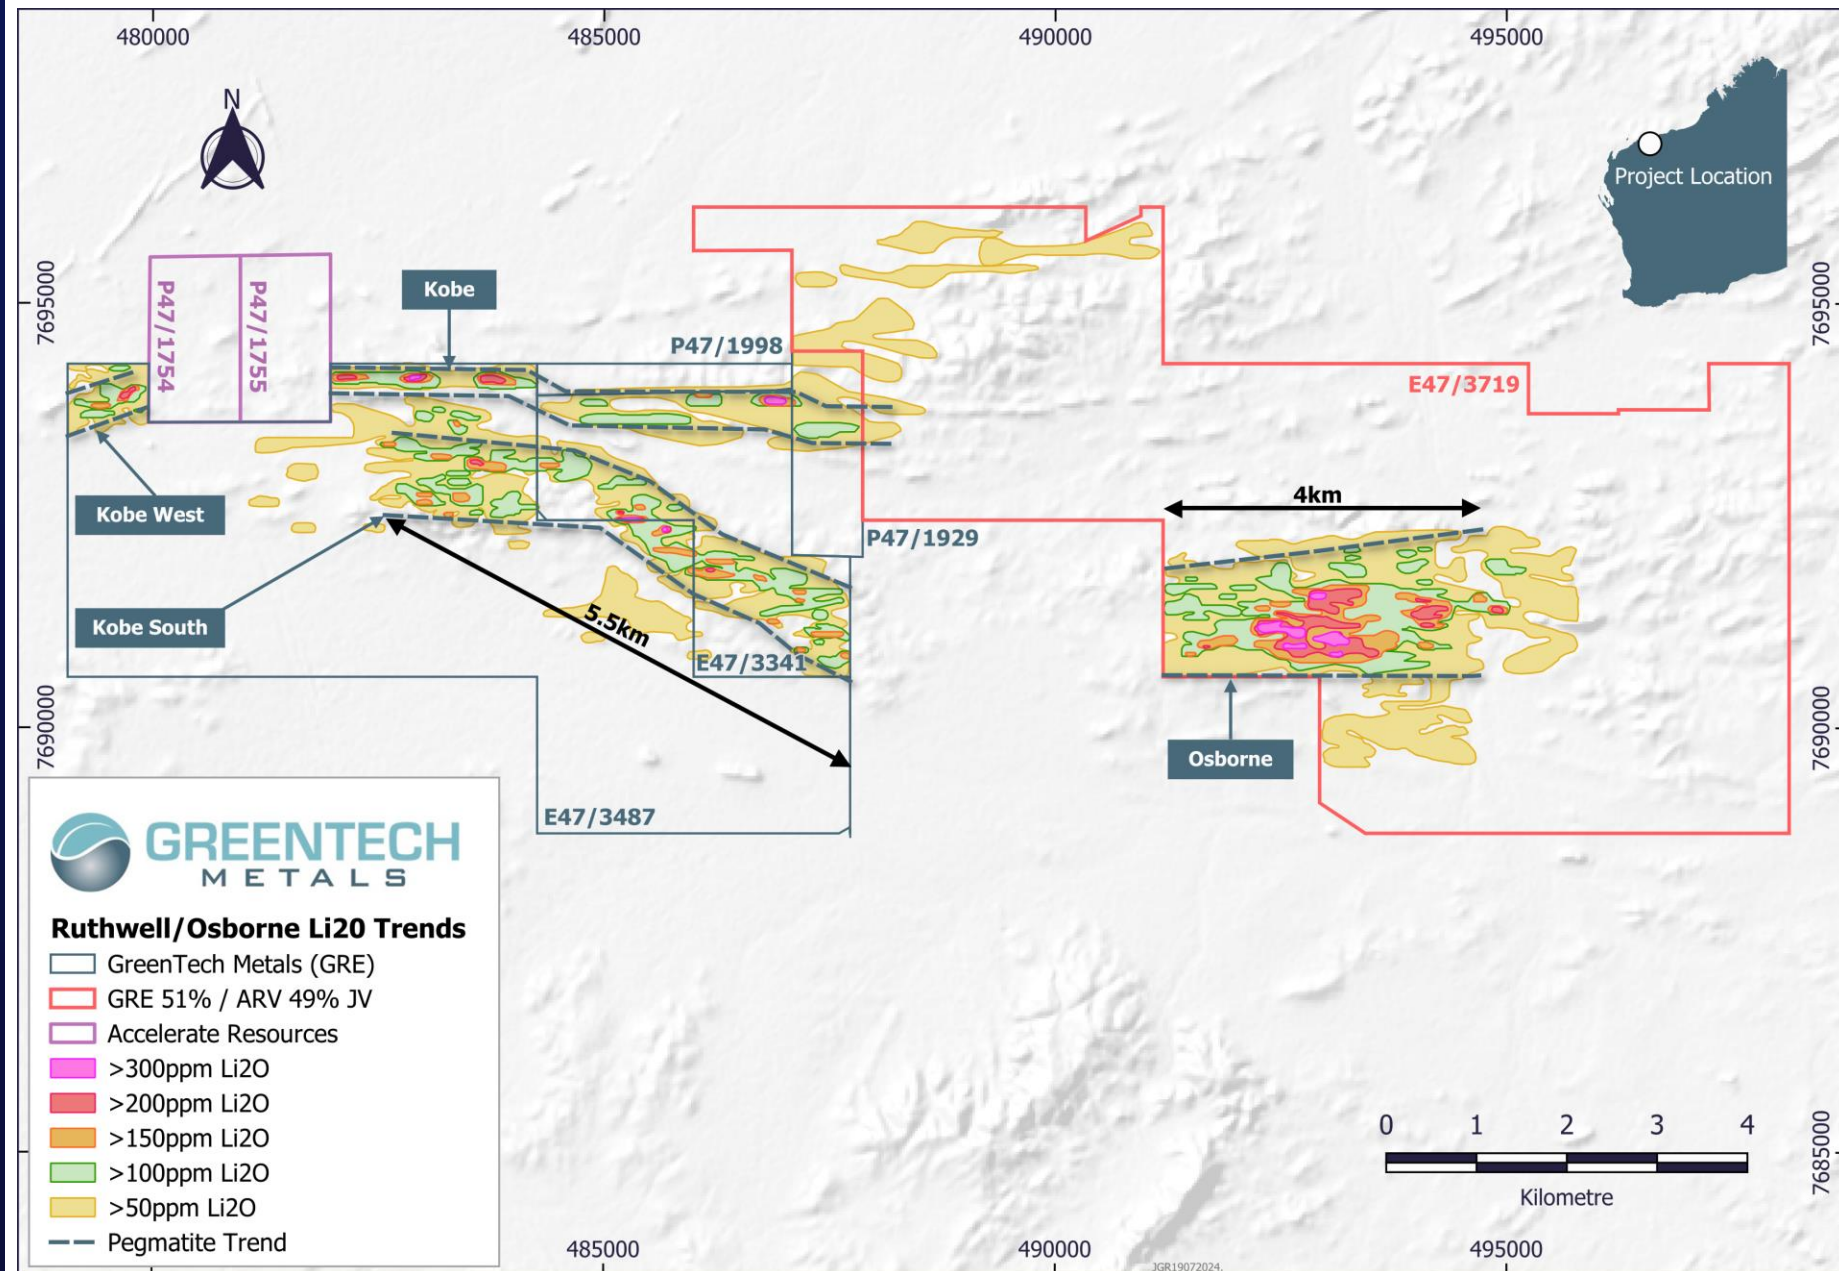 480000
485000
490000
495000
N
Project Location
7695000
7695000
P47/1754
P47/1755
Kobe
P47/1998
E47/3719
Kobe West
4km
P47/1929
Kobe South
5.5km
E47/3341
7690000
7690000
Osborne
E47/3487
GREENTECH
METALS
Ruthwell/Osborne Li20 Trends
GreenTech Metals (GRE)
GRE 51% / ARV 49% JV
Accelerate Resources
>300ppm Li2O
>200ppm Li2O
>150ppm Li2O
>100ppm Li2O
>50ppm Li2O
Pegmatite Trend
0 1 2 3 4
Kilometre
7685000
485000
490000
495000
JGR19072024.